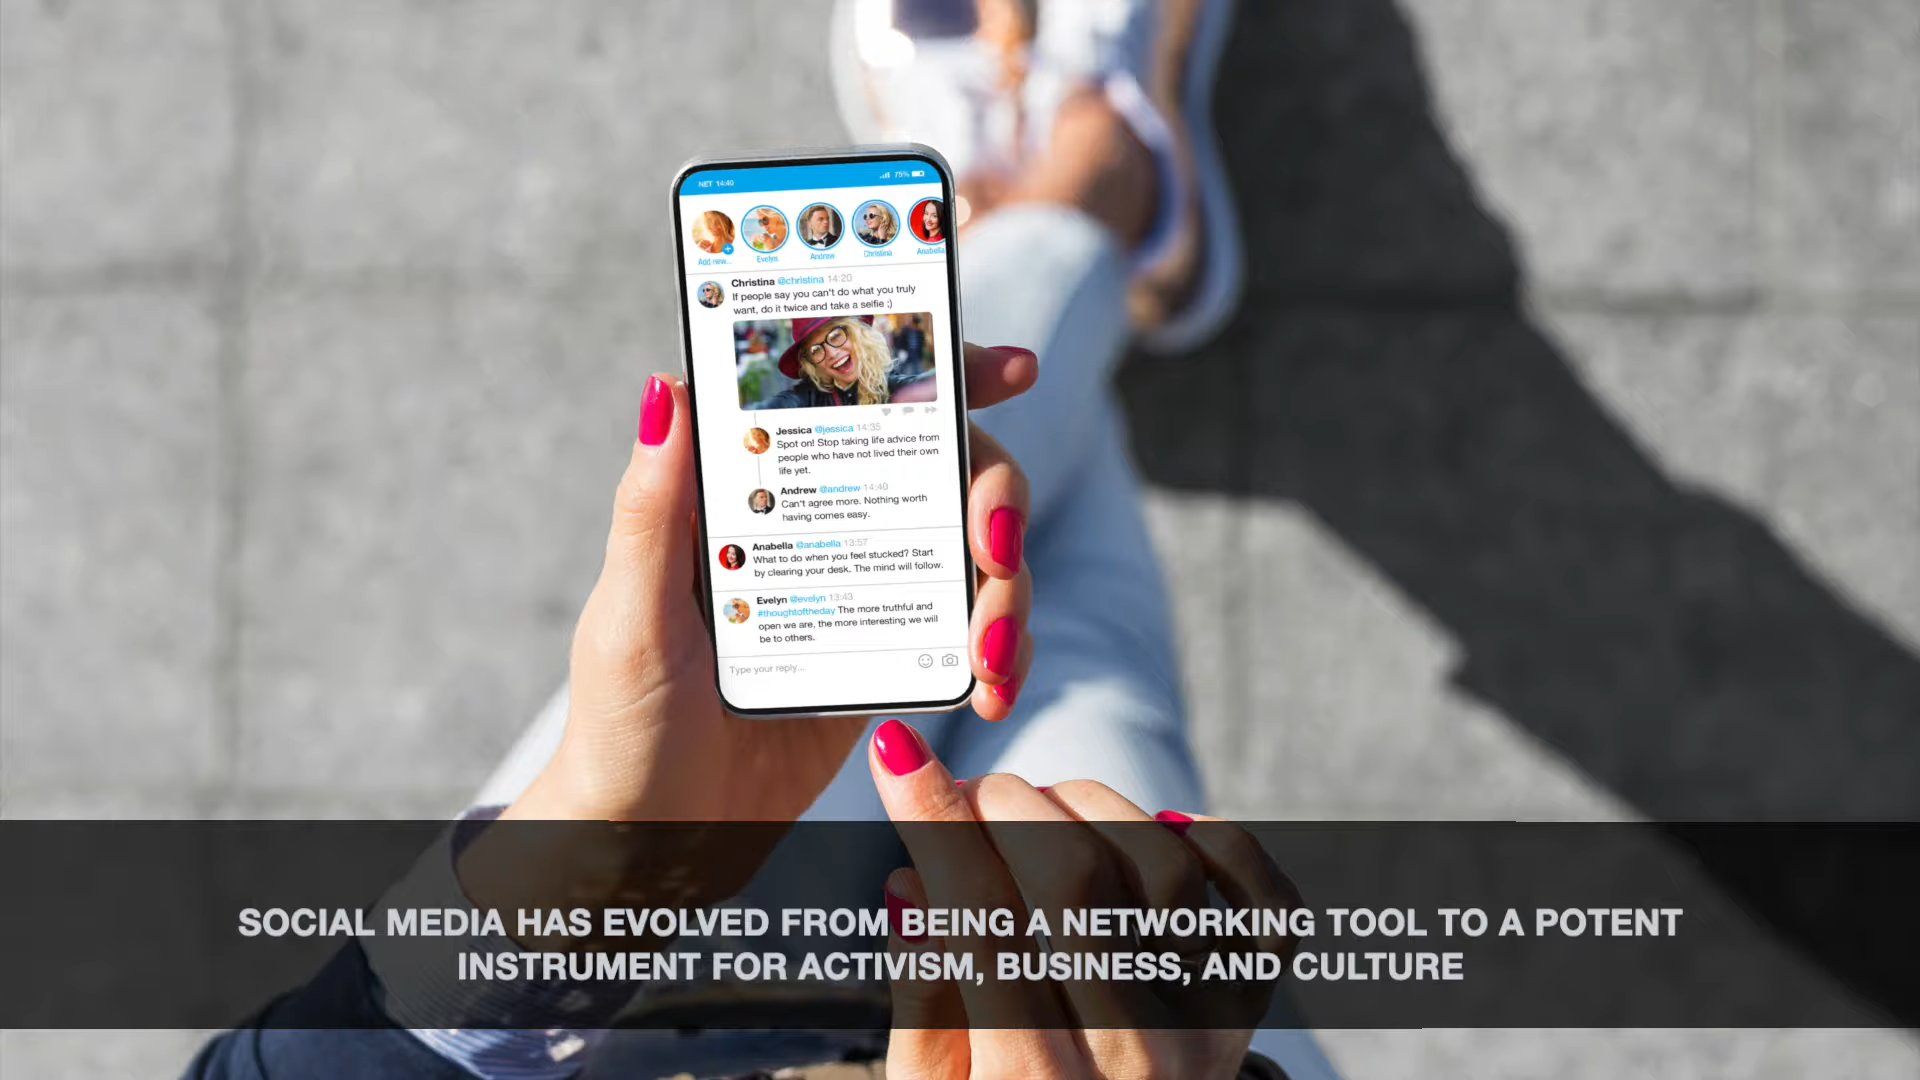 NET 14:40 75%
Add new... Evelyn Andrew Christina Anabella
Christina @christina 14:20
If people say you can't do what you truly
want, do it twice and take a selfie ;)
Jessica @jessica 14:35
Spot on! Stop taking life advice from
people who have not lived their own
life yet.
Andrew @andrew 14:40
Can't agree more. Nothing worth
having comes easy.
Anabella @anabella 13:57
What to do when you feel stucked? Start
by clearing your desk. The mind will follow.
Evelyn @evelyn 13:43
#thoughtoftheday The more truthful and
open we are, the more interesting we will
be to others.
Type your reply...
SOCIAL MEDIA HAS EVOLVED FROM BEING A NETWORKING TOOL TO A POTENT
INSTRUMENT FOR ACTIVISM, BUSINESS, AND CULTURE